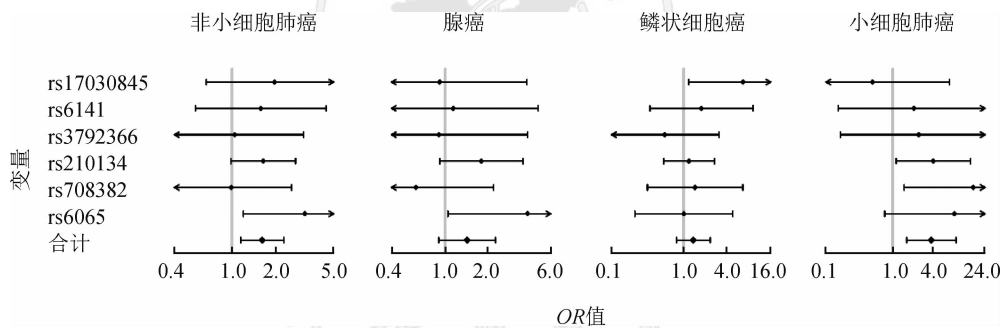 非小细胞肺癌 腺癌 鳞状细胞癌 小细胞肺癌
变量
rs17030845
rs6141
rs3792366
rs210134
rs708382
rs6065
合计
0.4 1.0 2.0 5.0 0.4 1.0 2.0 6.0 0.1 1.0 4.0 16.0 0.1 1.0 4.0 24.0
OR值